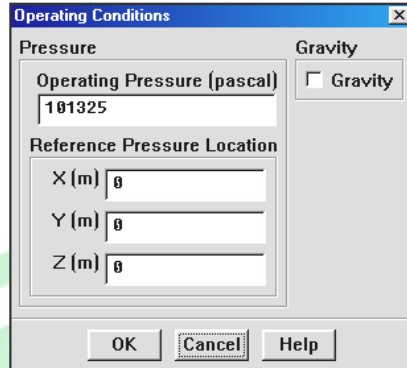 Operating Conditions
Pressure
Gravity
Operating Pressure (pascal)
Gravity
101325
Reference Pressure Location
X (m) 0
Y (m) 0
Z (m) 0
OK Cancel Help